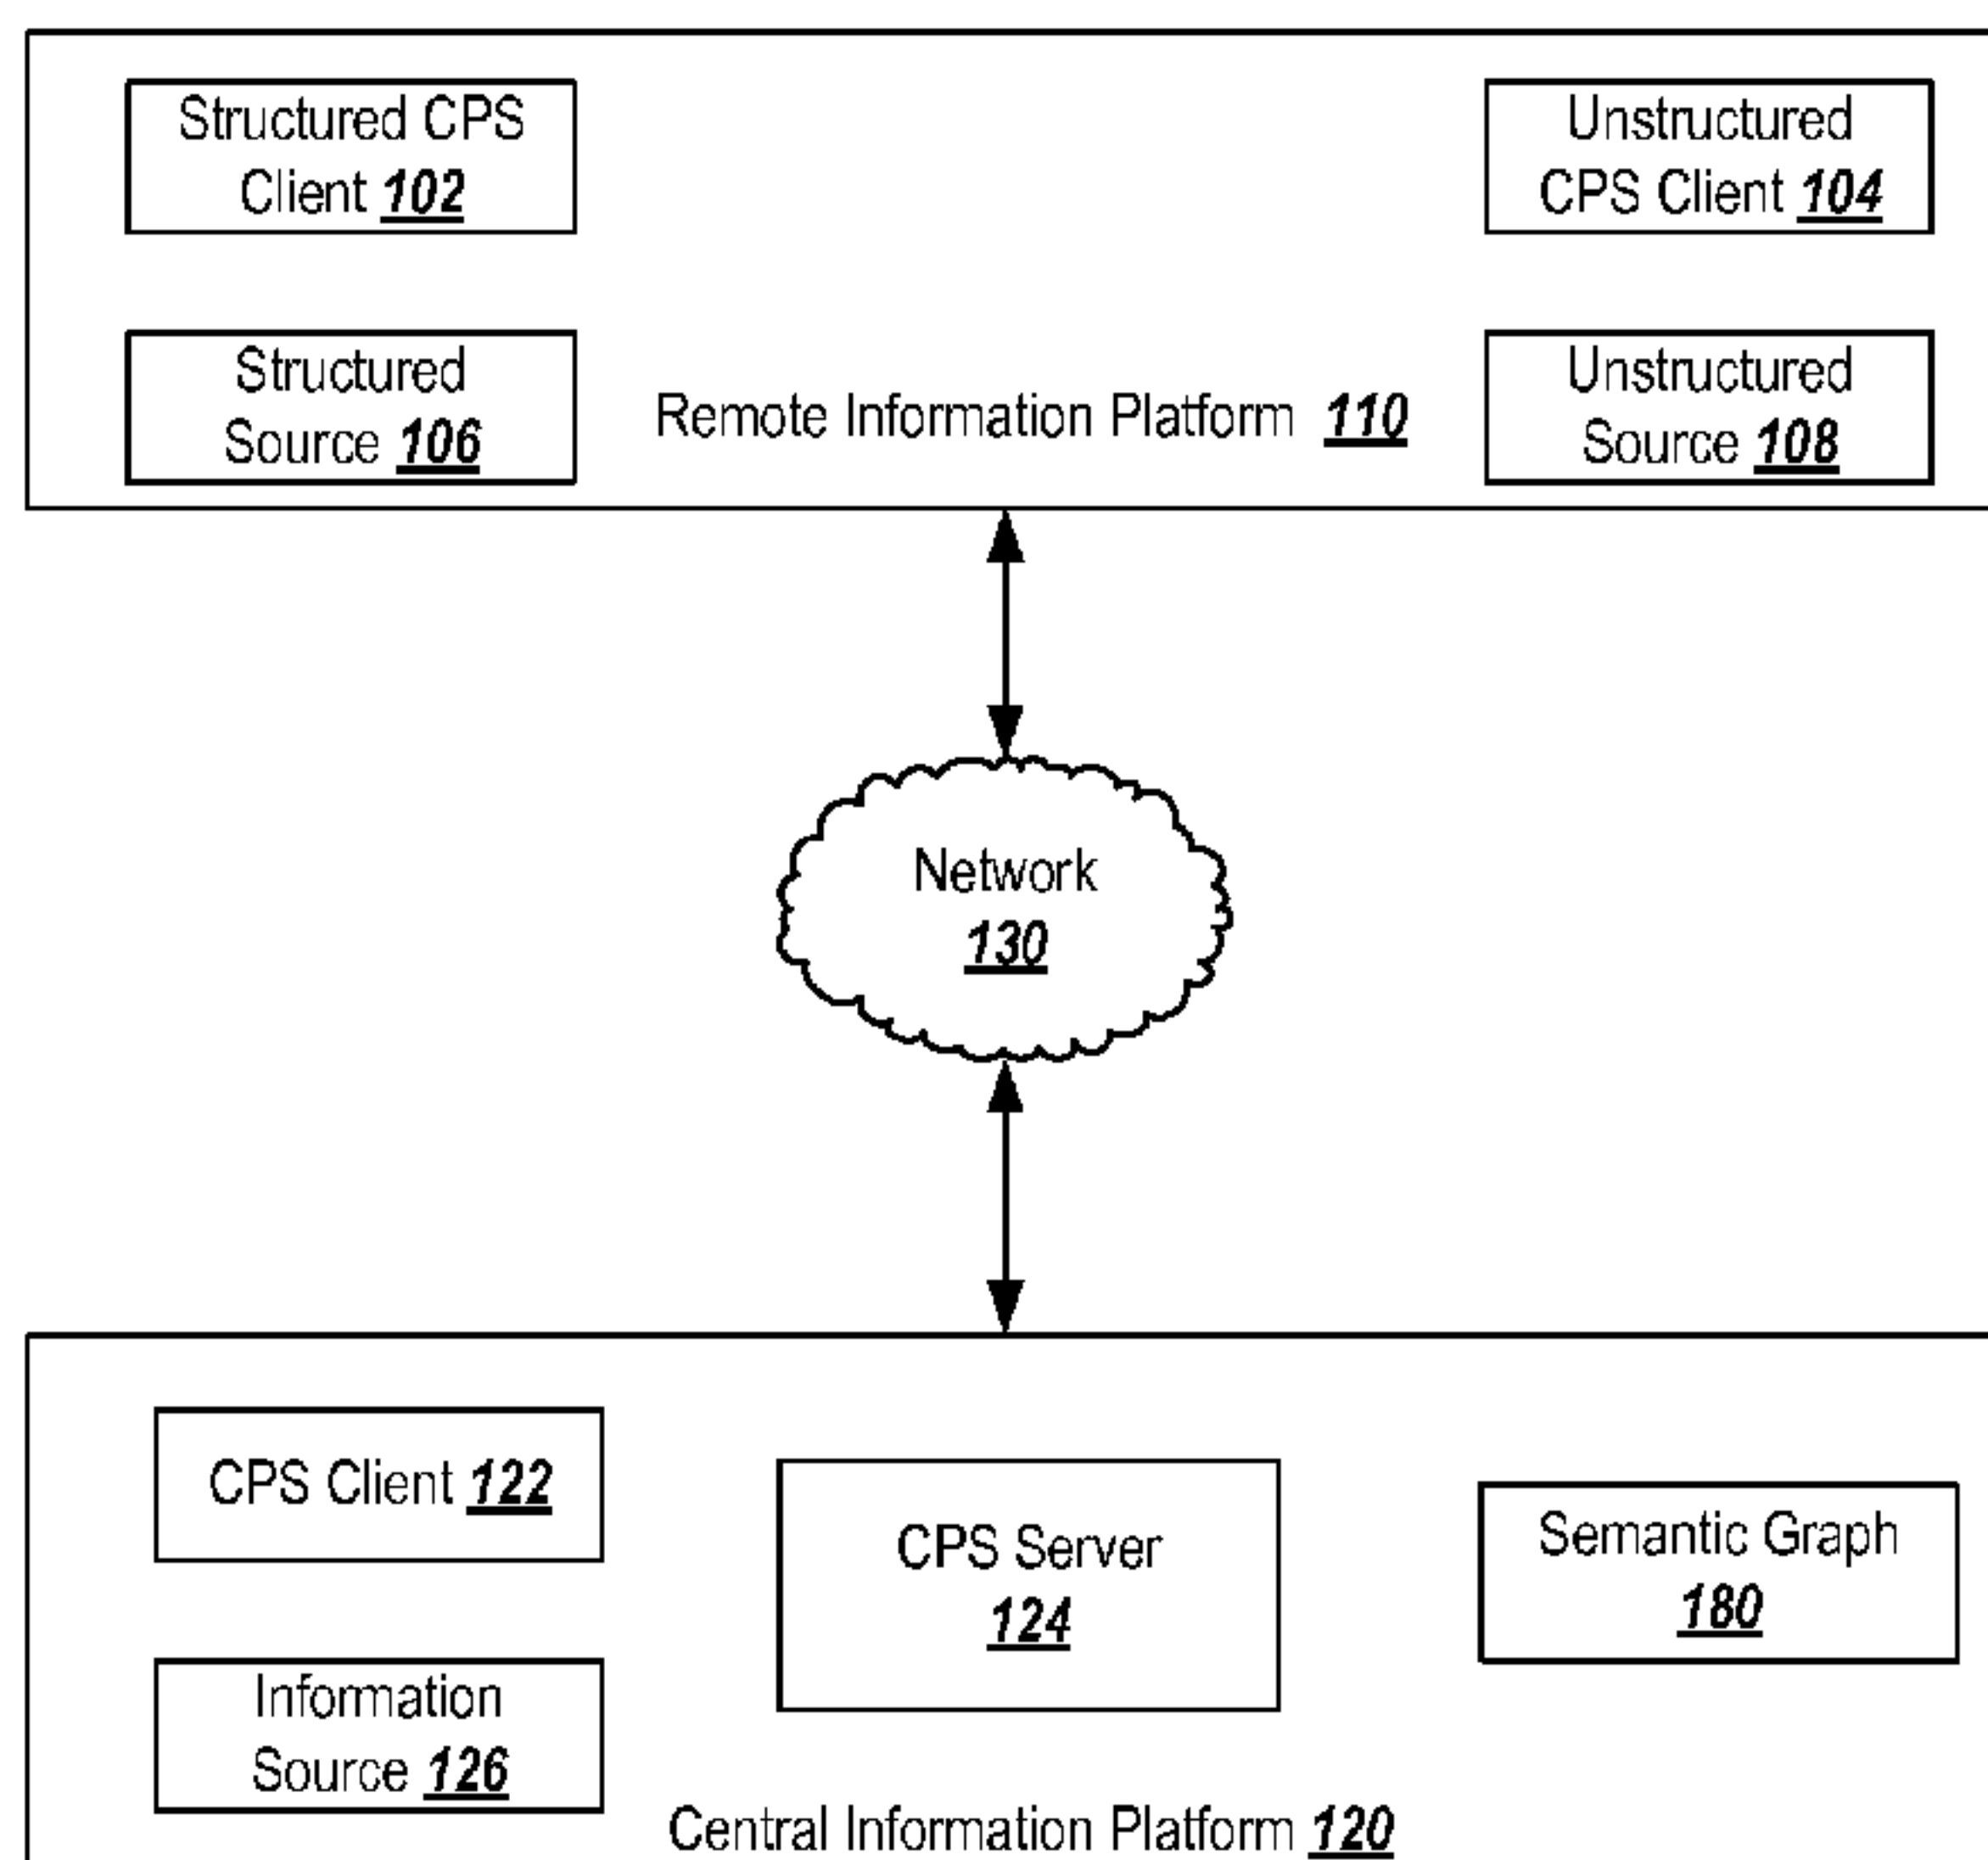 Structured CPS
Client 102
Unstructured
CPS Client 104
Structured
Source 106
Remote Information Platform 110
Unstructured
Source 108
Network
130
CPS Client 122
CPS Server
124
Semantic Graph
180
Information
Source 126
Central Information Platform 120